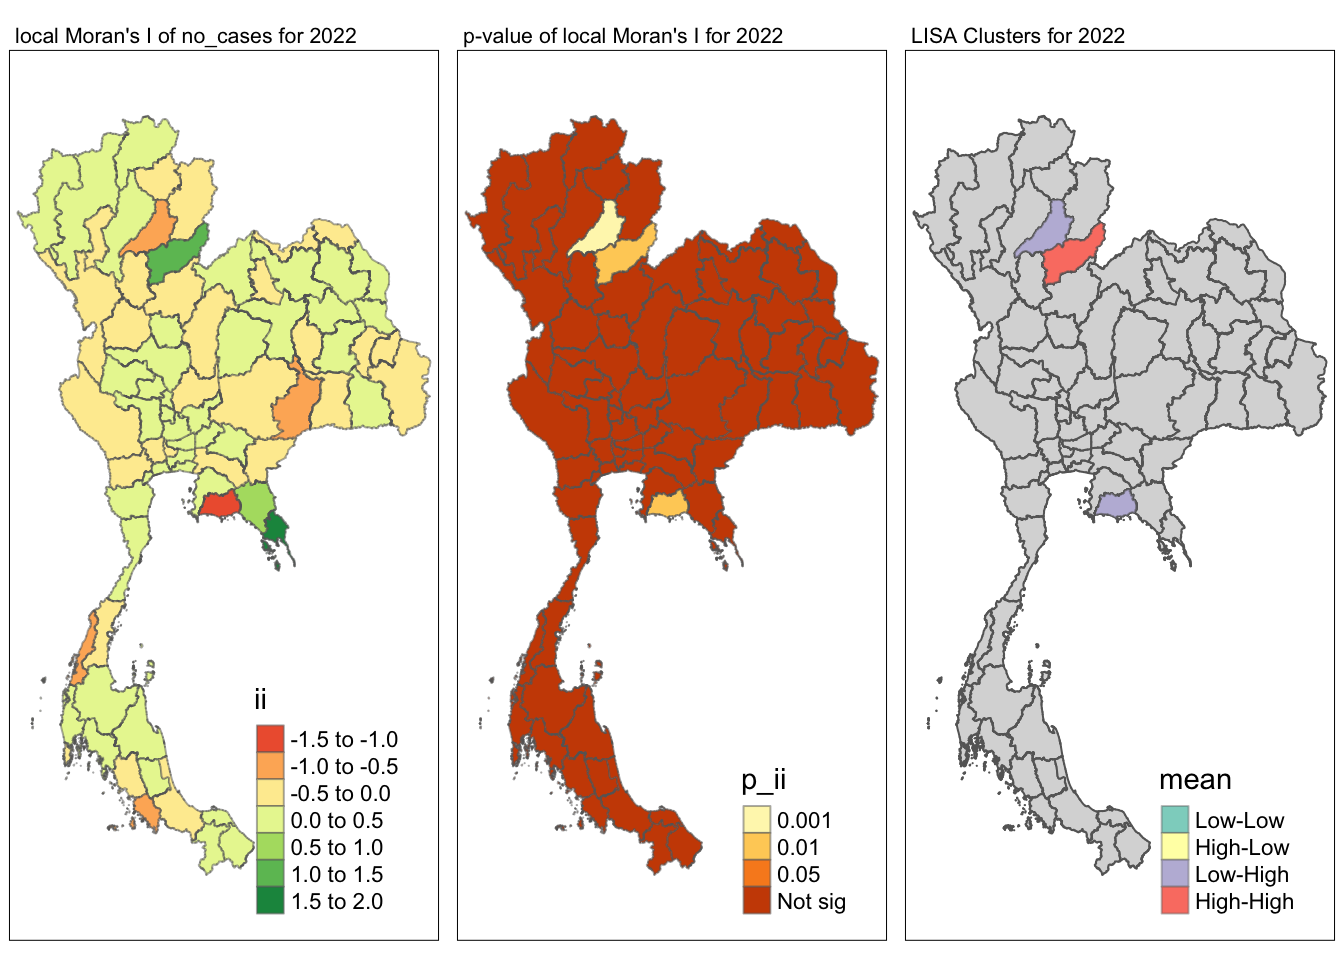 local Moran's I of no_cases for 2022
ii
-1.5 to -1.0
-1.0 to -0.5
-0.5 to 0.0
0.0 to 0.5
0.5 to 1.0
1.0 to 1.5
1.5 to 2.0
p-value of local Moran's I for 2022
p_ii
0.001
0.01
0.05
Not sig
LISA Clusters for 2022
mean
Low-Low
High-Low
Low-High
High-High